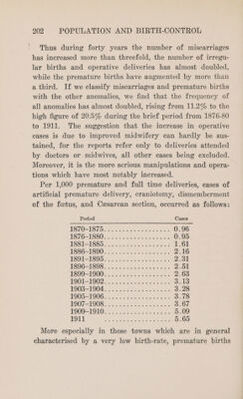 202 POPULATION AND BIRTH-CONTROL
Thus during forty years the number of miscarriages
has increased more than threefold, the number of irregu-
lar births and operative deliveries has almost doubled,
while the premature births have augmented by more than
a third. If we classify miscarriages and premature births
with the other anomalies, we find that the frequency of
all anomalies has almost doubled, rising from 11.2% to the
high figure of 20.5% during the brief period from 1876-80
to 1911. The suggestion that the increase in operative
cases is due to improved midwifery can hardly be sus-
tained, for the reports refer only to deliveries attended
by doctors or midwives, all other cases being excluded.
Moreover, it is the more serious manipulations and opera-
tions which have most notably increased.
Per 1,000 premature and full time deliveries, cases of
artificial premature delivery, craniotomy, dismemberment
of the fœtus, and Cæsarean section, occurred as follows:
Period Cases
1870-1875.................. 0.96
1876-1880.................. 0.95
1881-1885.................. 1.61
1886-1890.................. 2.16
1891-1895.................. 2.31
1896-1898.................. 2.51
1899-1900.................. 2.63
1901-1902.................. 3.13
1903-1904.................. 3.28
1905-1906.................. 3.78
1907-1908.................. 3.67
1909-1910.................. 5.09
1911 .................. 5.65
More especially in those towns which are in general
characterised by a very low birth-rate, premature births